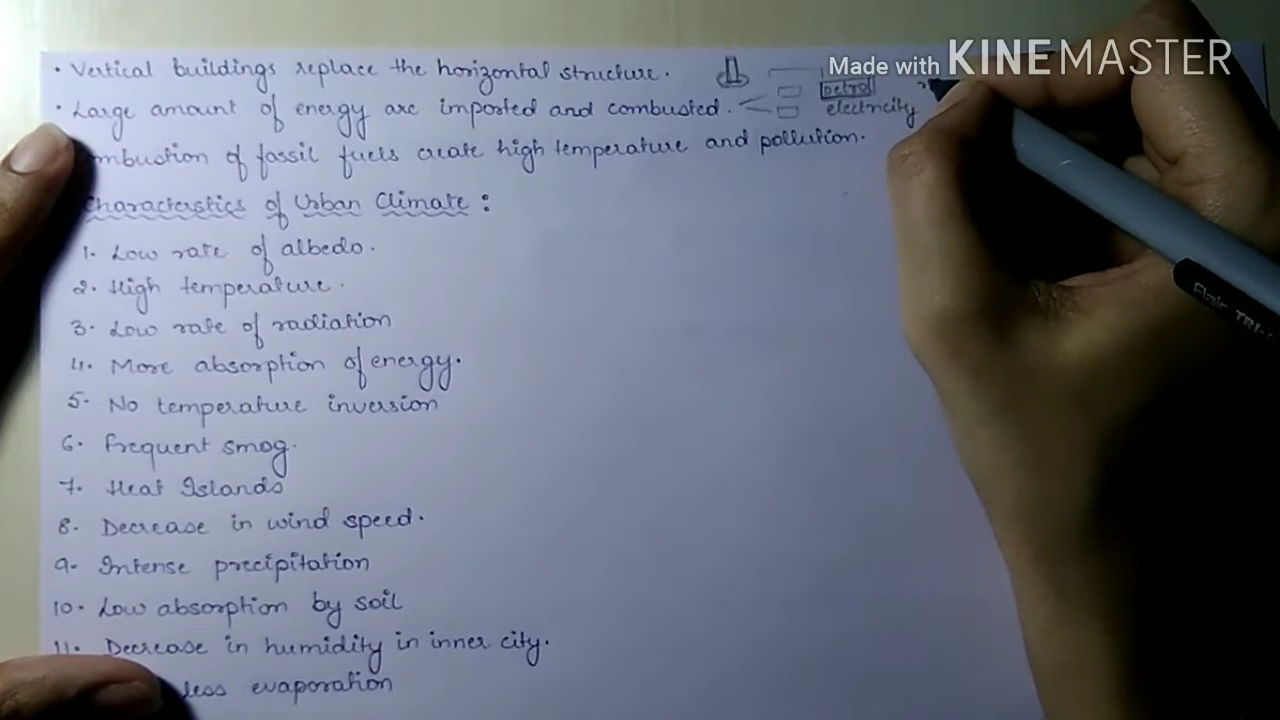 Made with KINEMASTER
• Vertical buildings replace the horizontal structure.
petrol
• Large amount of energy are imported and combusted.
electricity
mbustion of fossil fuels create high temperature and pollution.
Characterstics of Urban Climate :
1. Low rate of albedo.
2. High temperature.
3. Low rate of radiation
4. More absorption of energy.
5. No temperature inversion
6. Frequent smog.
7. Heat Islands
8. Decrease in wind speed.
9. Intense precipitation
10. Low absorption by soil
11. Decrease in humidity in inner city.
less evaporation
Flair TRI-